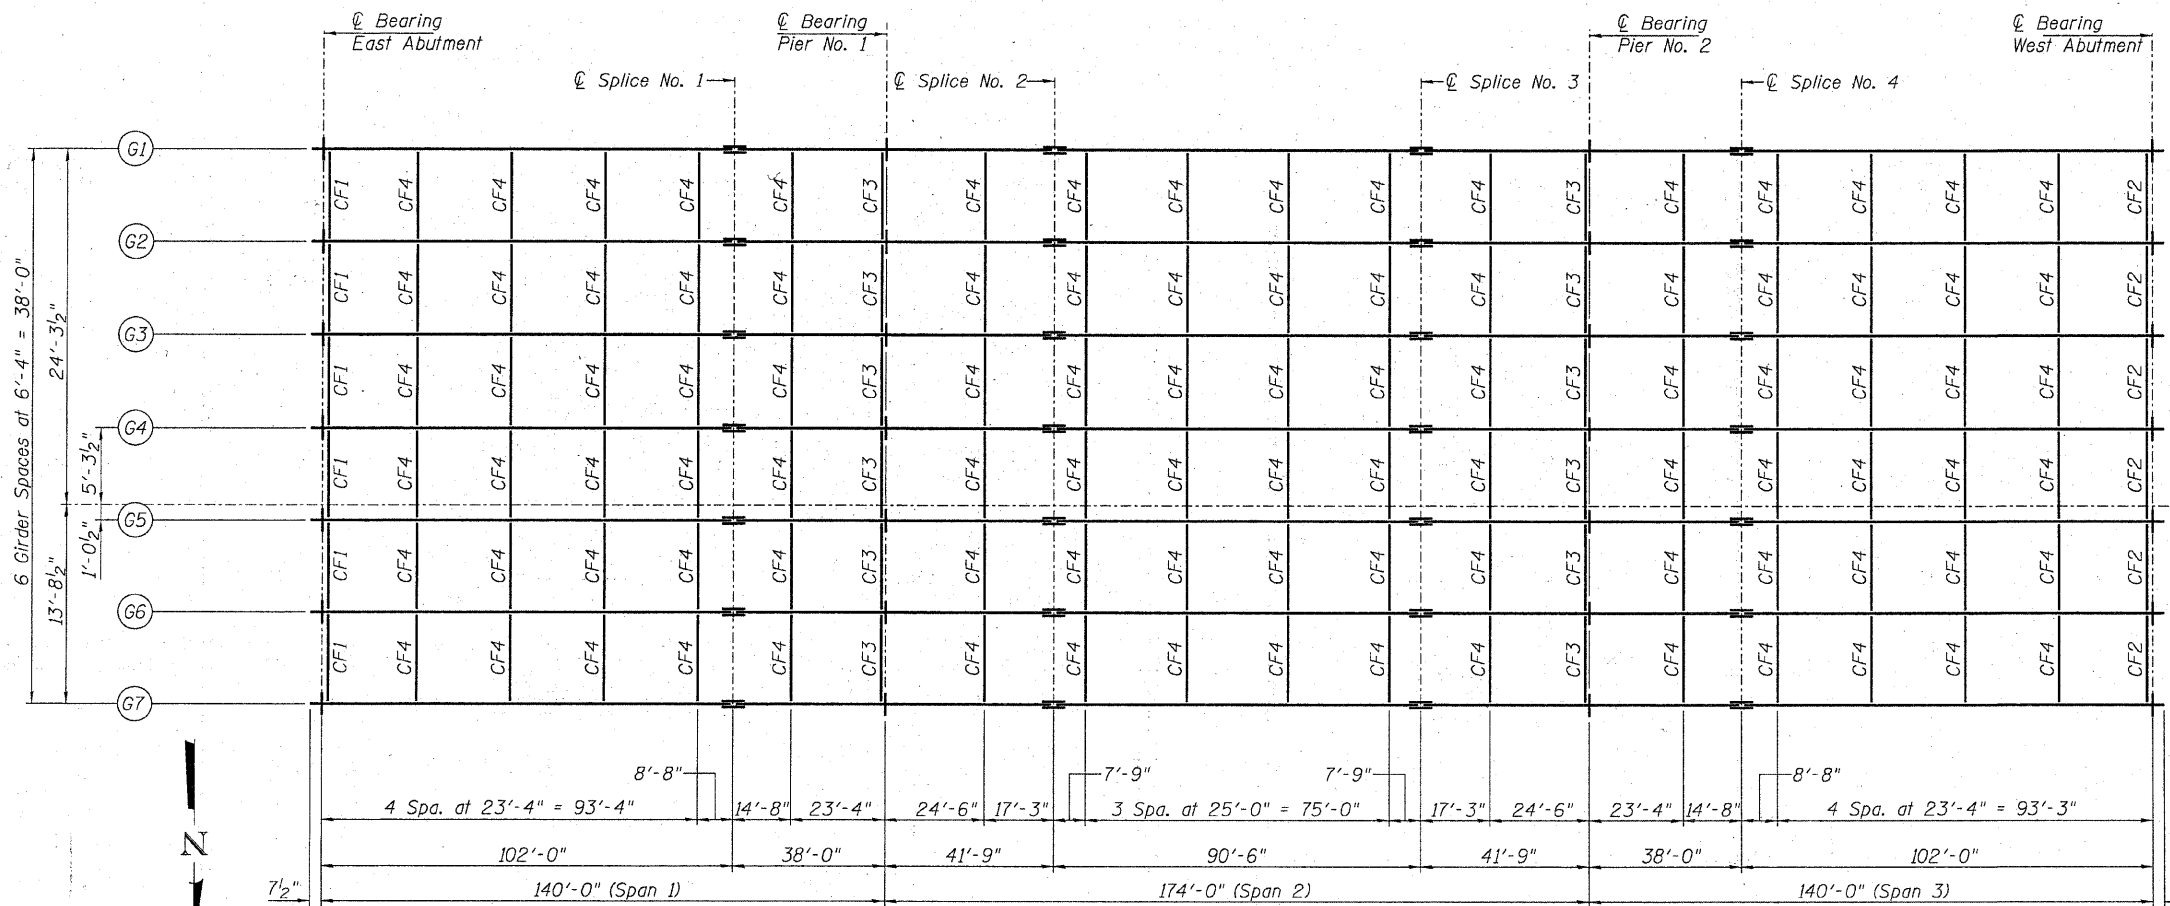 ℄ Bearing
East Abutment
℄ Bearing
Pier No. 1
℄ Bearing
Pier No. 2
℄ Bearing
West Abutment
℄ Splice No. 1
℄ Splice No. 2
℄ Splice No. 3
℄ Splice No. 4
G1
CF1 CF4 CF4 CF4 CF4 CF4 CF3 CF4 CF4 CF4 CF4 CF4 CF4 CF3 CF4 CF4 CF4 CF4 CF4 CF2
G2
CF1 CF4 CF4 CF4 CF4 CF4 CF3 CF4 CF4 CF4 CF4 CF4 CF4 CF3 CF4 CF4 CF4 CF4 CF4 CF2
G3
CF1 CF4 CF4 CF4 CF4 CF4 CF3 CF4 CF4 CF4 CF4 CF4 CF4 CF3 CF4 CF4 CF4 CF4 CF4 CF2
G4
CF1 CF4 CF4 CF4 CF4 CF4 CF3 CF4 CF4 CF4 CF4 CF4 CF4 CF3 CF4 CF4 CF4 CF4 CF4 CF2
G5
CF1 CF4 CF4 CF4 CF4 CF4 CF3 CF4 CF4 CF4 CF4 CF4 CF4 CF3 CF4 CF4 CF4 CF4 CF4 CF2
G6
CF1 CF4 CF4 CF4 CF4 CF4 CF3 CF4 CF4 CF4 CF4 CF4 CF4 CF3 CF4 CF4 CF4 CF4 CF4 CF2
G7
6 Girder Spaces at 6'-4" = 38'-0"
24'-3½"
13'-8½"
5'-3½"
1'-0½"
N
8'-8"
7'-9"
7'-9"
8'-8"
4 Spa. at 23'-4" = 93'-4"
14'-8"
23'-4"
24'-6"
17'-3"
3 Spa. at 25'-0" = 75'-0"
17'-3"
24'-6"
23'-4"
14'-8"
4 Spa. at 23'-4" = 93'-3"
102'-0"
38'-0"
41'-9"
90'-6"
41'-9"
38'-0"
102'-0"
7½"
140'-0" (Span 1)
174'-0" (Span 2)
140'-0" (Span 3)